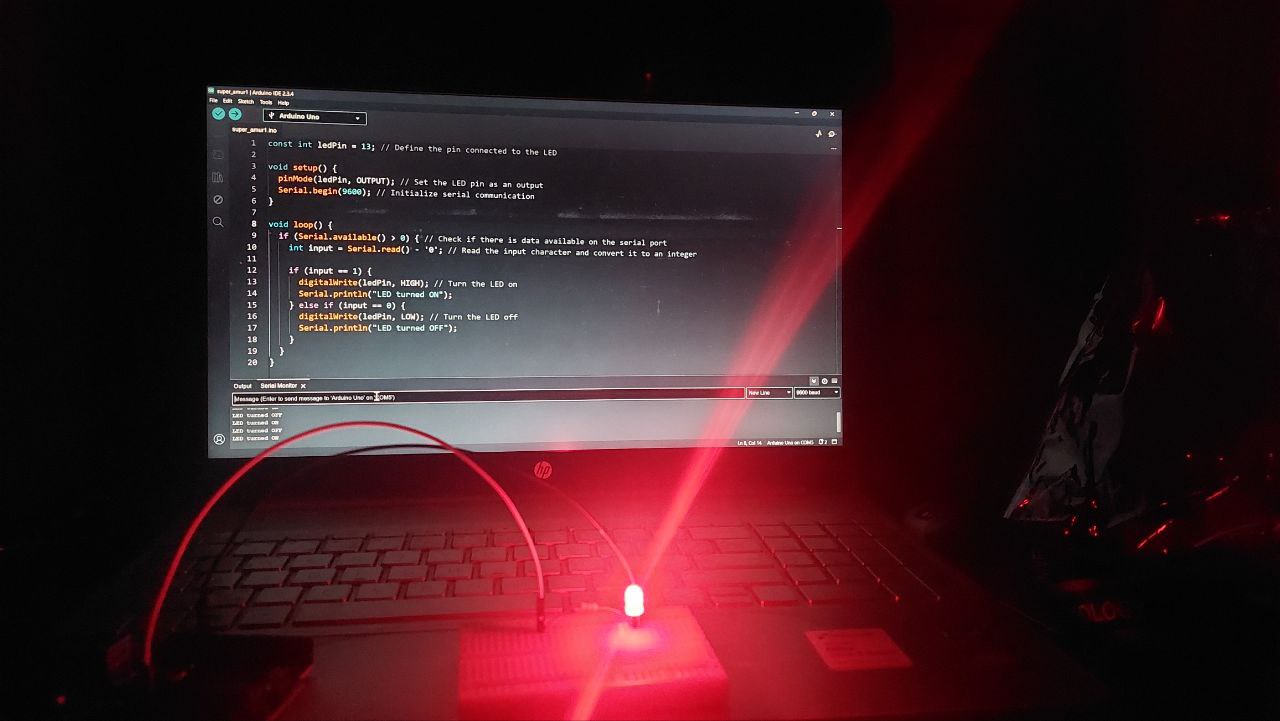 super_amur1 | Arduino IDE 2.3.4
File Edit Sketch Tools Help
Arduino Uno
super_amur1.ino
1 const int ledPin = 13; // Define the pin connected to the LED
2
3 void setup() {
4 pinMode(ledPin, OUTPUT); // Set the LED pin as an output
5 Serial.begin(9600); // Initialize serial communication
6 }
7
8 void loop() {
9 if (Serial.available() > 0) { // Check if there is data available on the serial port
10 int input = Serial.read() - '0'; // Read the input character and convert it to an integer
11
12 if (input == 1) {
13 digitalWrite(ledPin, HIGH); // Turn the LED on
14 Serial.println("LED turned ON");
15 } else if (input == 0) {
16 digitalWrite(ledPin, LOW); // Turn the LED off
17 Serial.println("LED turned OFF");
18 }
19 }
20 }
Output Serial Monitor
Message (Enter to send message to 'Arduino Uno' on COM5')
New Line 9600 baud
LED turned OFF
LED turned ON
LED turned OFF
LED turned ON
Ln 8, Col 14 Arduino Uno on COM5 2
hp